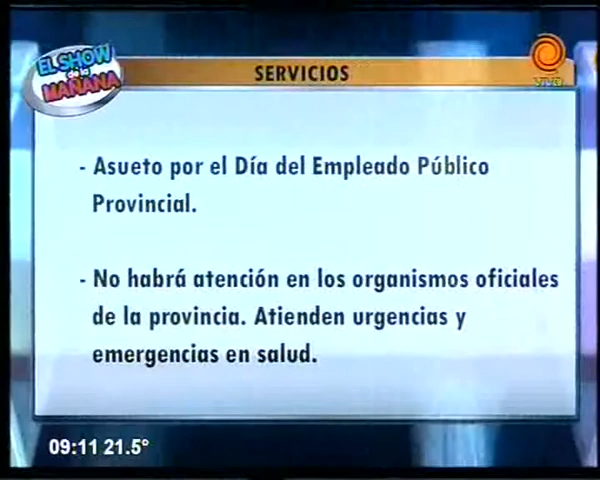 EL SHOW
de la
MAÑANA
SERVICIOS
VIVO
- Asueto por el Día del Empleado Público
Provincial.
- No habrá atención en los organismos oficiales
de la provincia. Atienden urgencias y
emergencias en salud.
09:11 21.5°